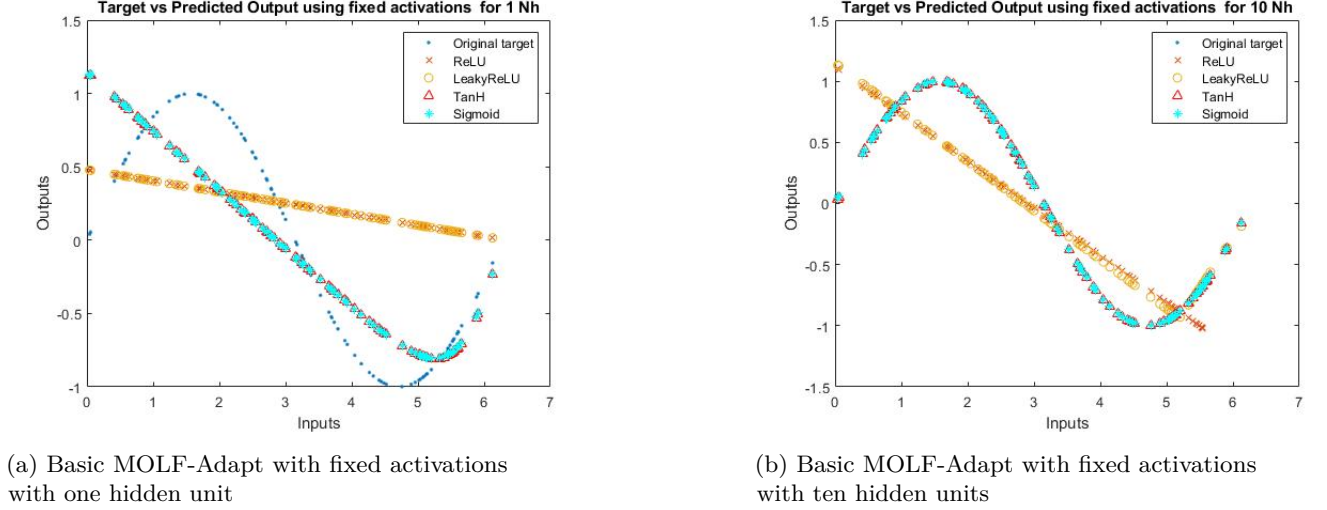 Target vs Predicted Output using fixed activations for 1 Nh
1.5
1
0.5
0
-0.5
-1
Outputs
0 1 2 3 4 5 6 7
Inputs
Original target
ReLU
LeakyReLU
TanH
Sigmoid
(a) Basic MOLF-Adapt with fixed activations
with one hidden unit
Target vs Predicted Output using fixed activations for 10 Nh
1.5
1
0.5
0
-0.5
-1
-1.5
Outputs
0 1 2 3 4 5 6 7
Inputs
Original target
ReLU
LeakyReLU
TanH
Sigmoid
(b) Basic MOLF-Adapt with fixed activations
with ten hidden units